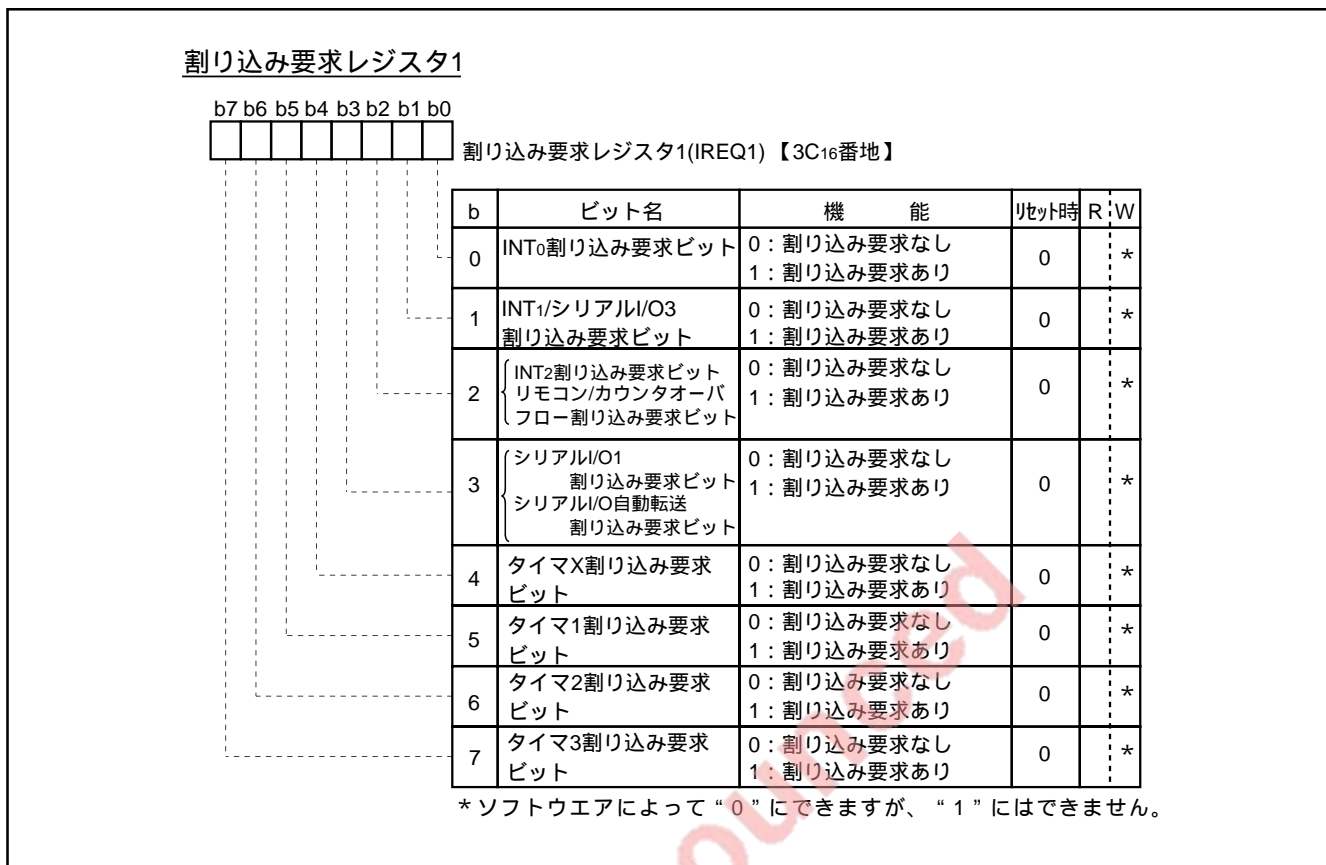 割り込み要求レジスタ1
b7 b6 b5 b4 b3 b2 b1 b0
割り込み要求レジスタ1(IREQ1)【3C16番地】
b ビット名 機 能 リセット時 R W
0 INT0割り込み要求ビット 0:割り込み要求なし 0 *
1:割り込み要求あり
1 INT1/シリアルI/O3 0:割り込み要求なし 0 *
割り込み要求ビット 1:割り込み要求あり
2 INT2割り込み要求ビット 0:割り込み要求なし 0 *
リモコン/カウンタオーバ 1:割り込み要求あり
フロー割り込み要求ビット
3 シリアルI/O1 0:割り込み要求なし 0 *
割り込み要求ビット 1:割り込み要求あり
シリアルI/O自動転送
割り込み要求ビット
4 タイマX割り込み要求 0:割り込み要求なし 0 *
ビット 1:割り込み要求あり
5 タイマ1割り込み要求 0:割り込み要求なし 0 *
ビット 1:割り込み要求あり
6 タイマ2割り込み要求 0:割り込み要求なし 0 *
ビット 1:割り込み要求あり
7 タイマ3割り込み要求 0:割り込み要求なし 0 *
ビット 1:割り込み要求あり
*ソフトウエアによって“0”にできますが、“1”にはできません。
ounced